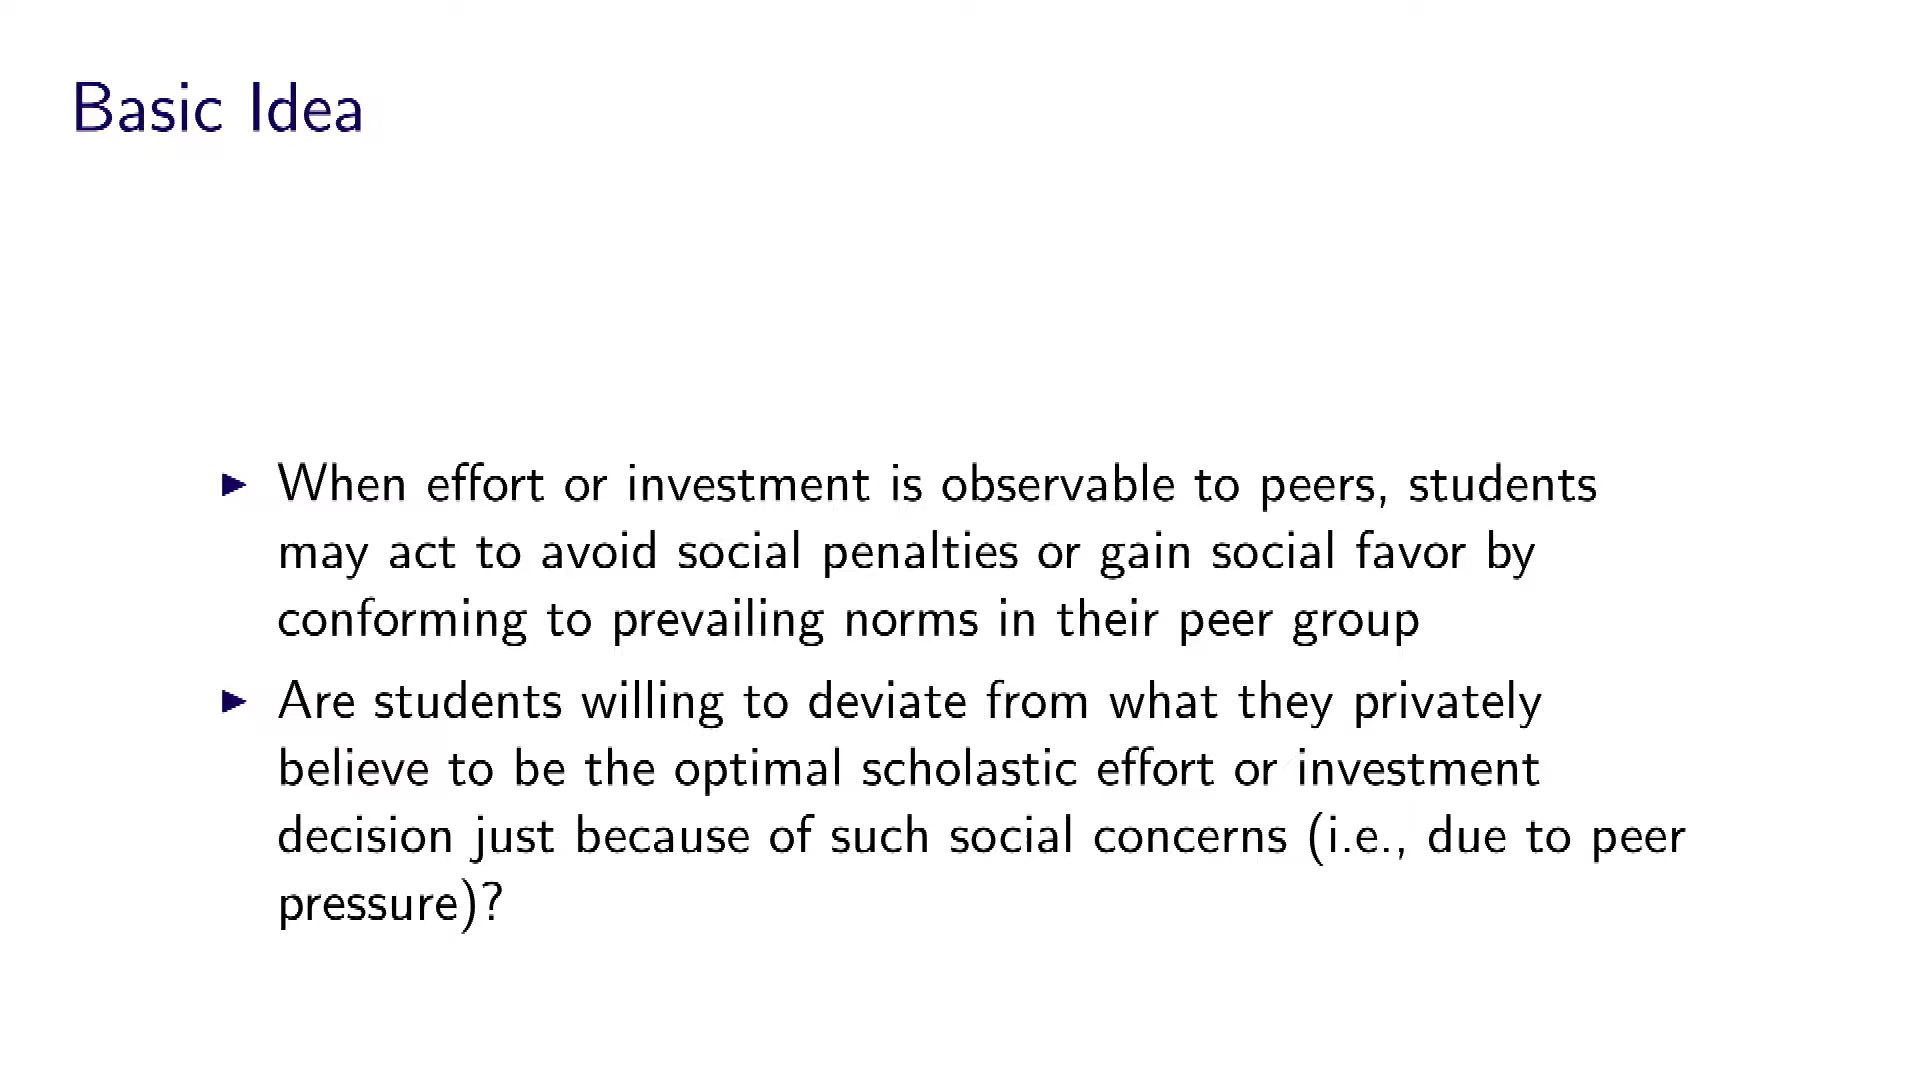 Basic Idea
When effort or investment is observable to peers, students
may act to avoid social penalties or gain social favor by
conforming to prevailing norms in their peer group
Are students willing to deviate from what they privately
believe to be the optimal scholastic effort or investment
decision just because of such social concerns (i.e., due to peer
pressure)?